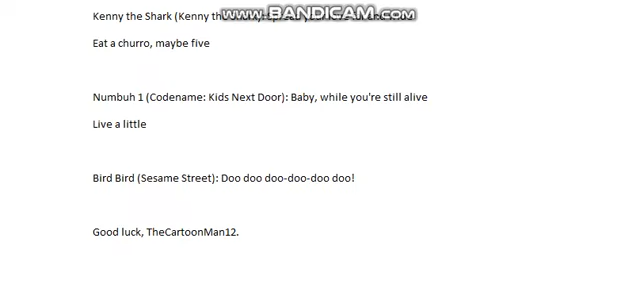 www.BANDICAM.com
Kenny the Shark (Kenny the
Eat a churro, maybe five
Numbuh 1 (Codename: Kids Next Door): Baby, while you're still alive
Live a little
Bird Bird (Sesame Street): Doo doo doo-doo-doo doo!
Good luck, TheCartoonMan12.